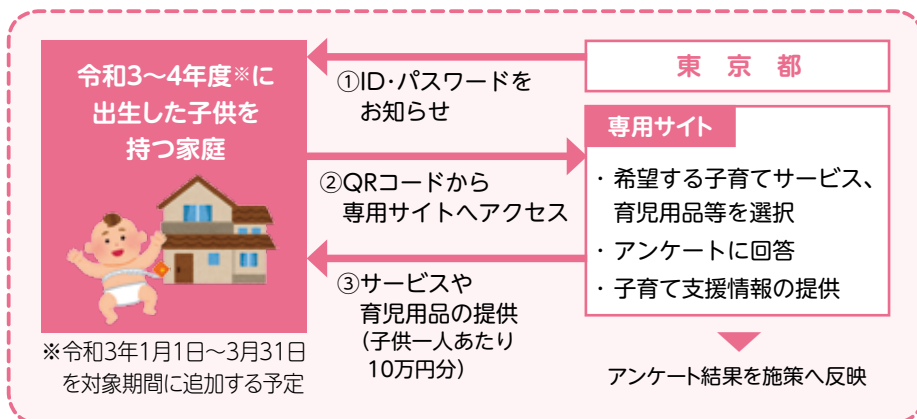 令和3～4年度※に
出生した子供を
持つ家庭
※令和3年1月1日～3月31日
を対象期間に追加する予定
①ID・パスワードを
お知らせ
②QRコードから
専用サイトへアクセス
③サービスや
育児用品の提供
(子供一人あたり
10万円分)
東京都
専用サイト
・希望する子育てサービス、
育児用品等を選択
・アンケートに回答
・子育て支援情報の提供
アンケート結果を施策へ反映